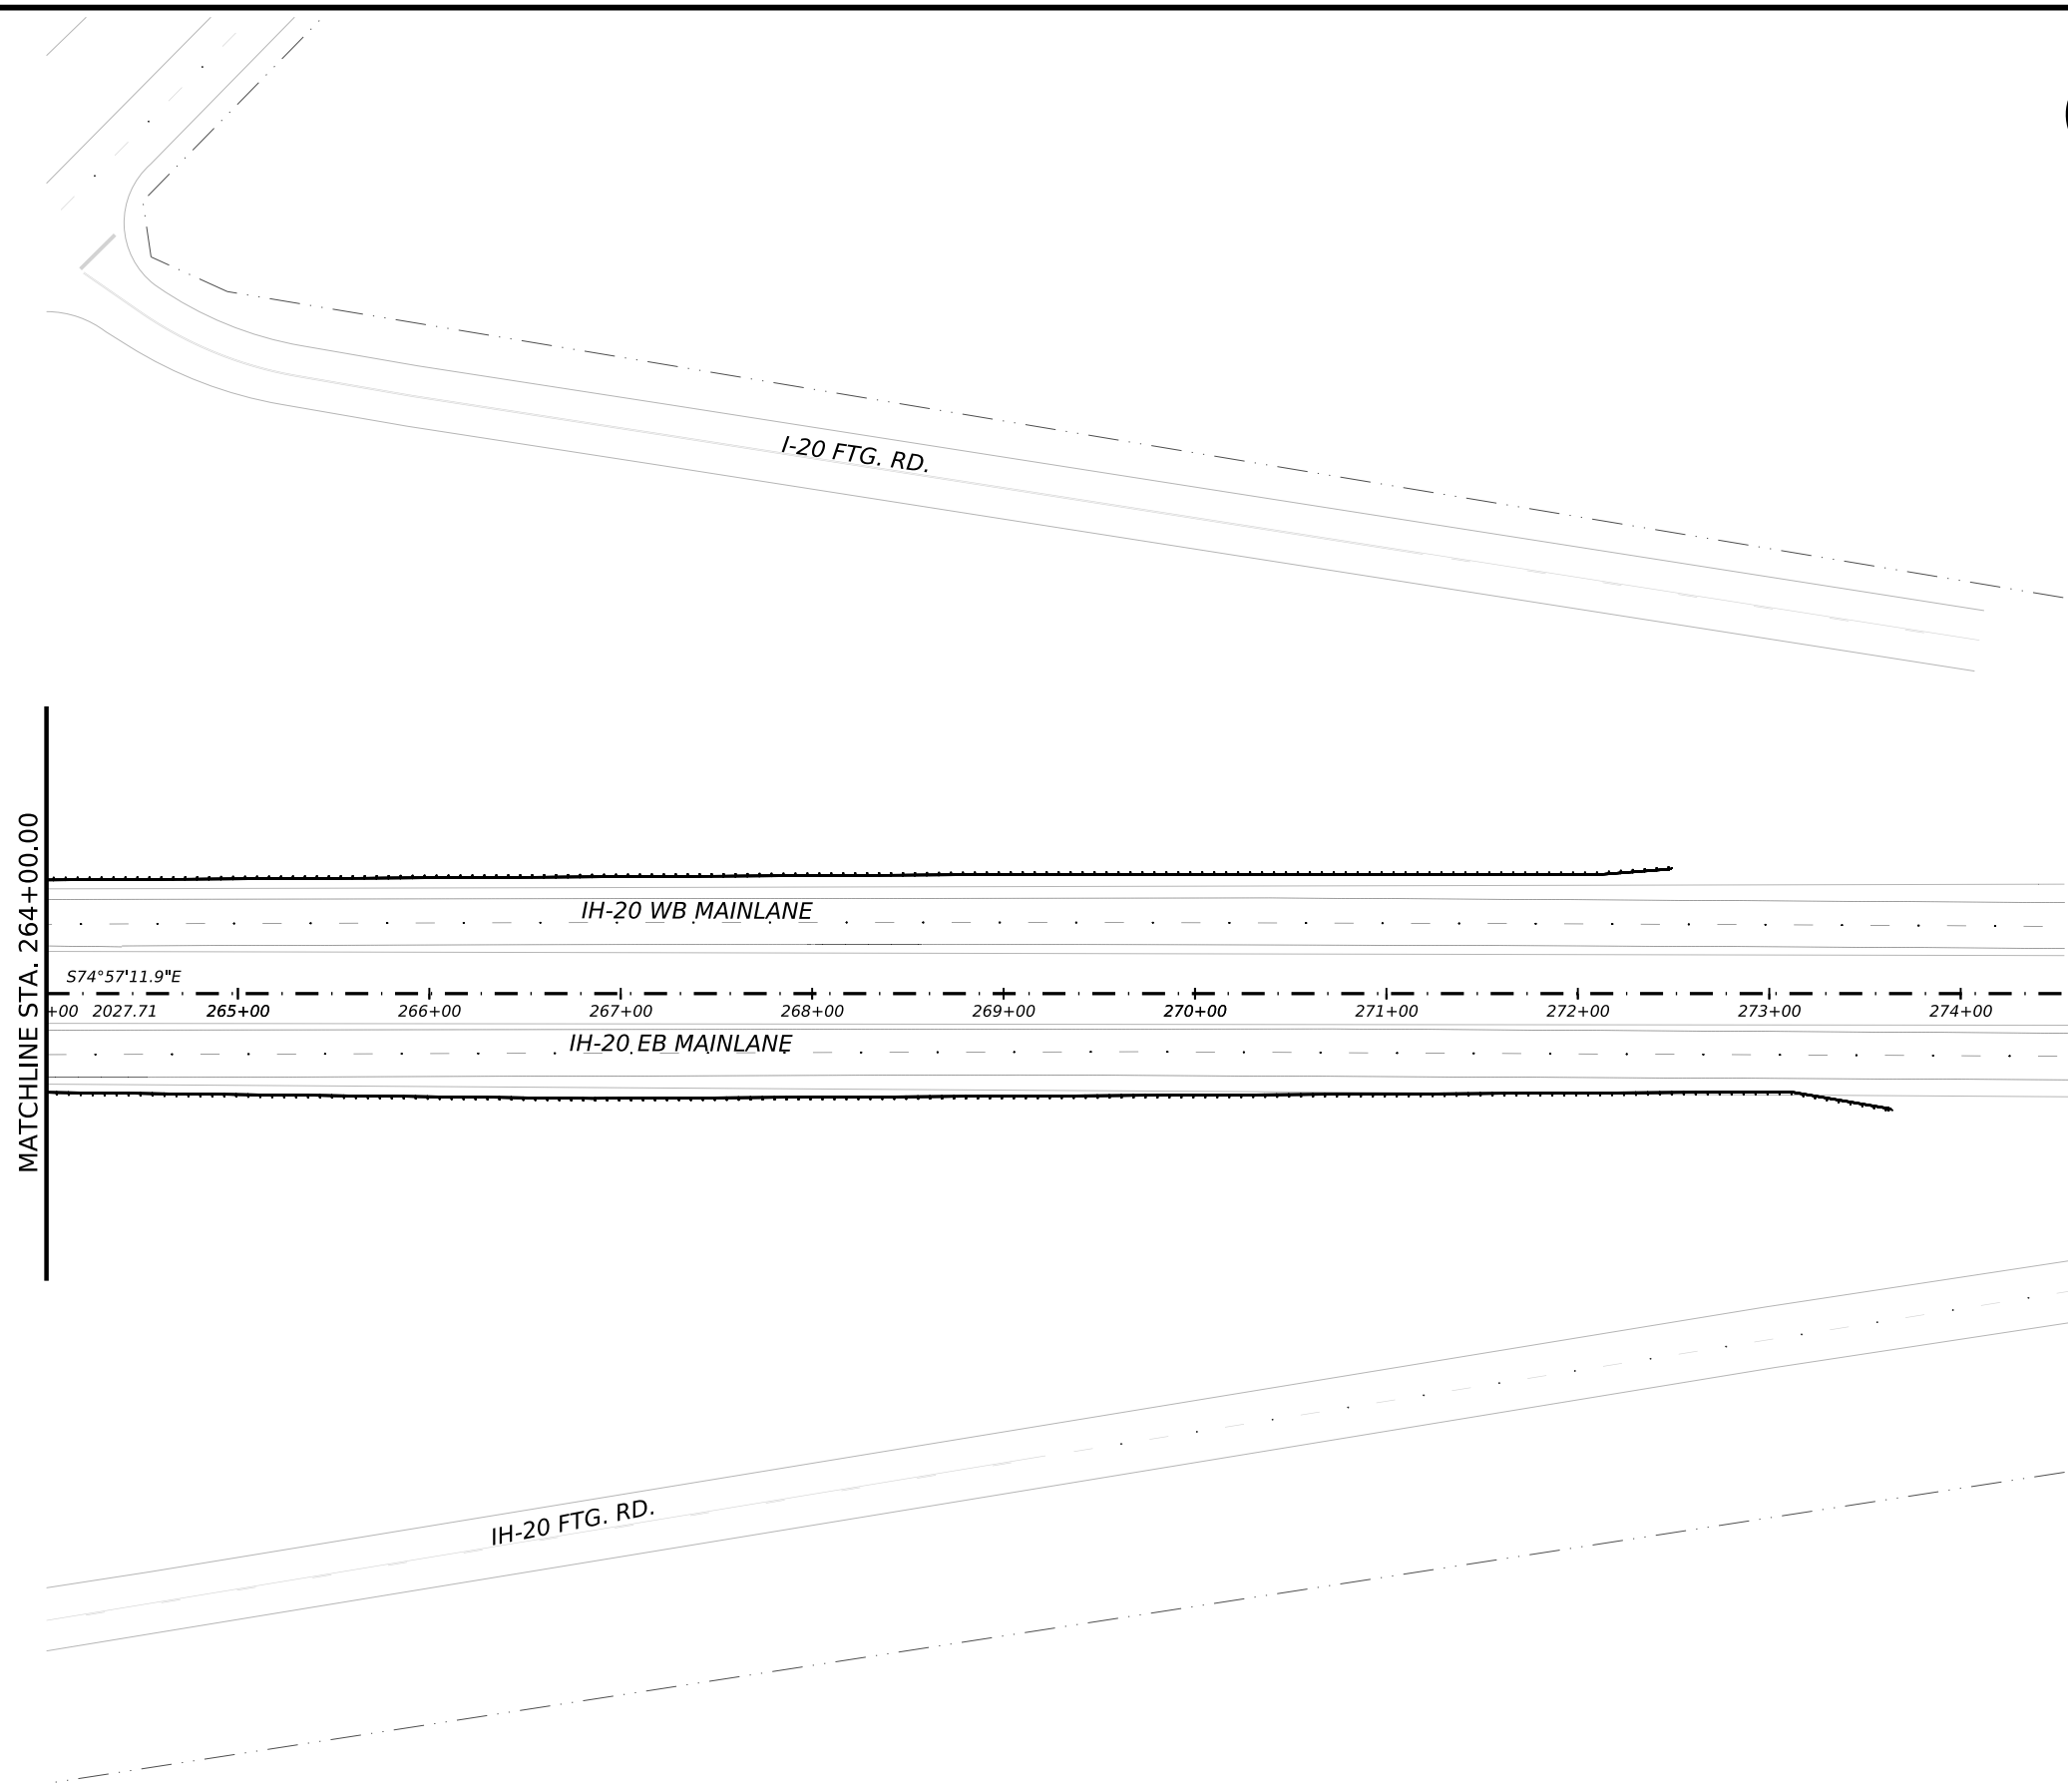 I-20 FTG. RD.
MATCHLINE STA. 264+00.00
IH-20 WB MAINLANE
S74°57'11.9"E
+00 2027.71 265+00 266+00 267+00 268+00 269+00 270+00 271+00 272+00 273+00 274+00
IH-20 EB MAINLANE
IH-20 FTG. RD.